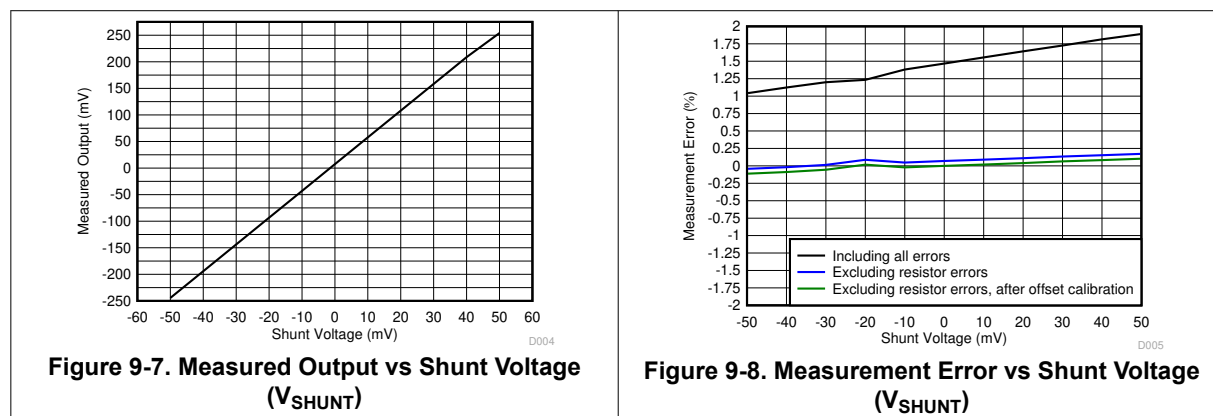 250
200
150
100
50
0
-50
-100
-150
-200
-250
Measured Output (mV)
-60 -50 -40 -30 -20 -10 0 10 20 30 40 50 60
Shunt Voltage (mV)
D004
Figure 9-7. Measured Output vs Shunt Voltage
(VSHUNT)
2
1.75
1.5
1.25
1
0.75
0.5
0.25
0
-0.25
-0.5
-0.75
-1
-1.25
-1.5
-1.75
-2
Measurement Error (%)
Including all errors
Excluding resistor errors
Excluding resistor errors, after offset calibration
-50 -40 -30 -20 -10 0 10 20 30 40 50
Shunt Voltage (mV)
D005
Figure 9-8. Measurement Error vs Shunt Voltage
(VSHUNT)